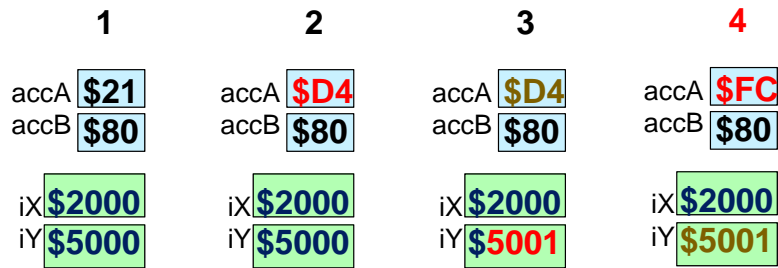 1 2 3 4
accA $21 accA $D4 accA $D4 accA $FC
accB $80 accB $80 accB $80 accB $80
iX $2000 iX $2000 iX $2000 iX $2000
iY $5000 iY $5000 iY $5001 iY $5001